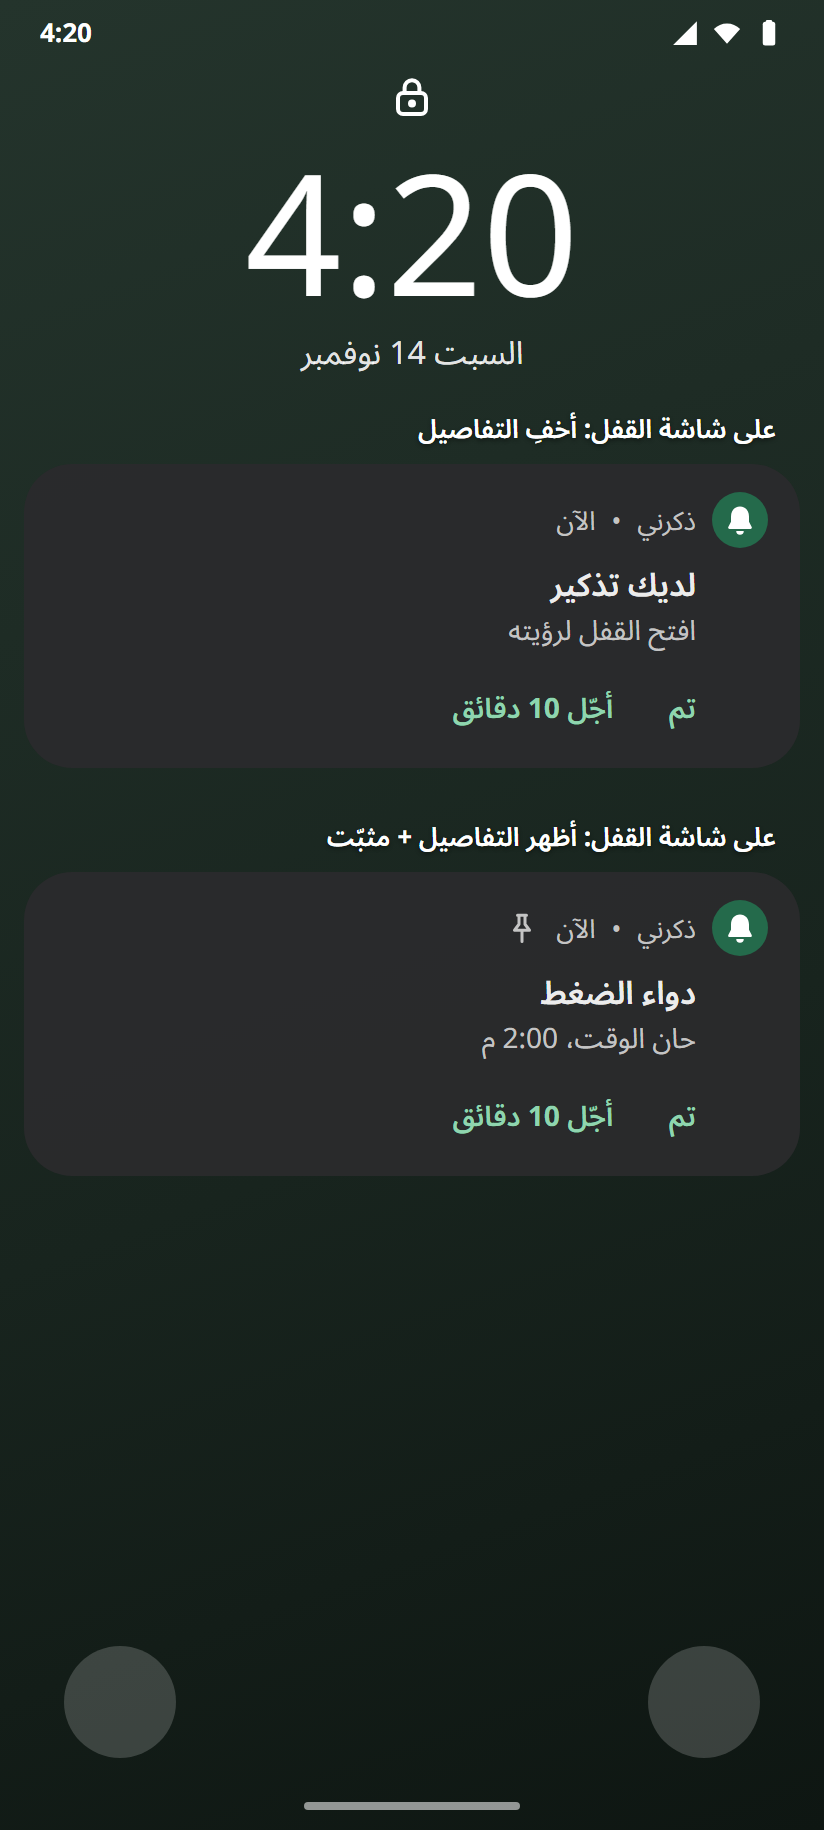 4:20
4:20
السبت 14 نوفمبر
على شاشة القفل: أخفِ التفاصيل
ذكرني • الآن
لديك تذكير
افتح القفل لرؤيته
تم أجّل 10 دقائق
على شاشة القفل: أظهر التفاصيل + مثبّت
ذكرني • الآن
دواء الضغط
حان الوقت، 2:00 م
تم أجّل 10 دقائق